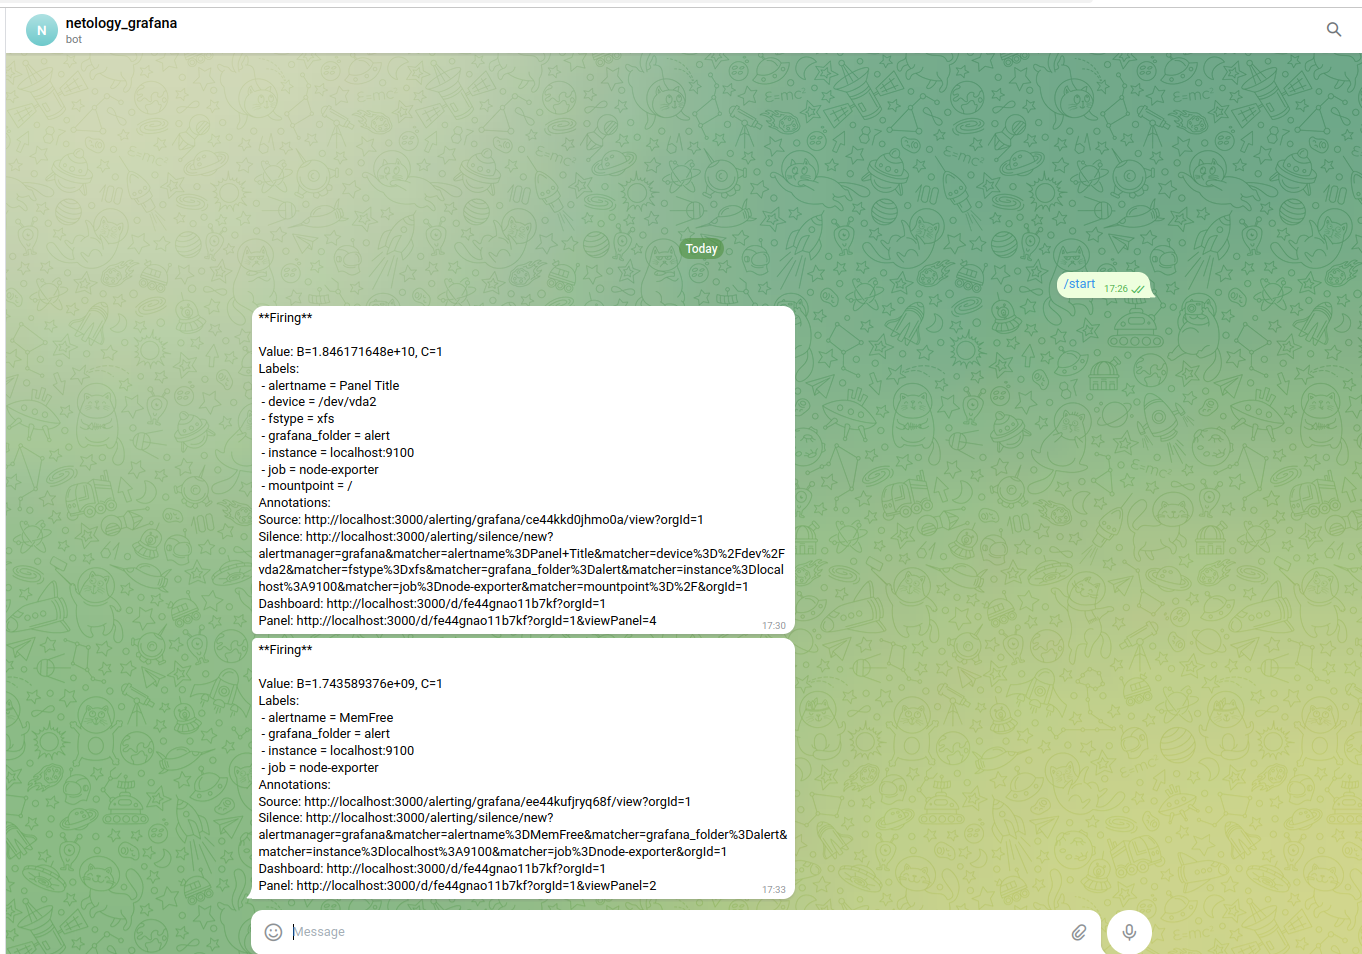 N
netology_grafana
bot
Today
/start 17:26
**Firing**
Value: B=1.846171648e+10, C=1
Labels:
- alertname = Panel Title
- device = /dev/vda2
- fstype = xfs
- grafana_folder = alert
- instance = localhost:9100
- job = node-exporter
- mountpoint = /
Annotations:
Source: http://localhost:3000/alerting/grafana/ce44kkd0jhmo0a/view?orgId=1
Silence: http://localhost:3000/alerting/silence/new?
alertmanager=grafana&matcher=alertname%3DPanel+Title&matcher=device%3D%2Fdev%2F
vda2&matcher=fstype%3Dxfs&matcher=grafana_folder%3Dalert&matcher=instance%3Dlocal
host%3A9100&matcher=job%3Dnode-exporter&matcher=mountpoint%3D%2F&orgId=1
Dashboard: http://localhost:3000/d/fe44gnao11b7kf?orgId=1
Panel: http://localhost:3000/d/fe44gnao11b7kf?orgId=1&viewPanel=4
17:30
**Firing**
Value: B=1.743589376e+09, C=1
Labels:
- alertname = MemFree
- grafana_folder = alert
- instance = localhost:9100
- job = node-exporter
Annotations:
Source: http://localhost:3000/alerting/grafana/ee44kufjryq68f/view?orgId=1
Silence: http://localhost:3000/alerting/silence/new?
alertmanager=grafana&matcher=alertname%3DMemFree&matcher=grafana_folder%3Dalert&
matcher=instance%3Dlocalhost%3A9100&matcher=job%3Dnode-exporter&orgId=1
Dashboard: http://localhost:3000/d/fe44gnao11b7kf?orgId=1
Panel: http://localhost:3000/d/fe44gnao11b7kf?orgId=1&viewPanel=2
17:33
Message